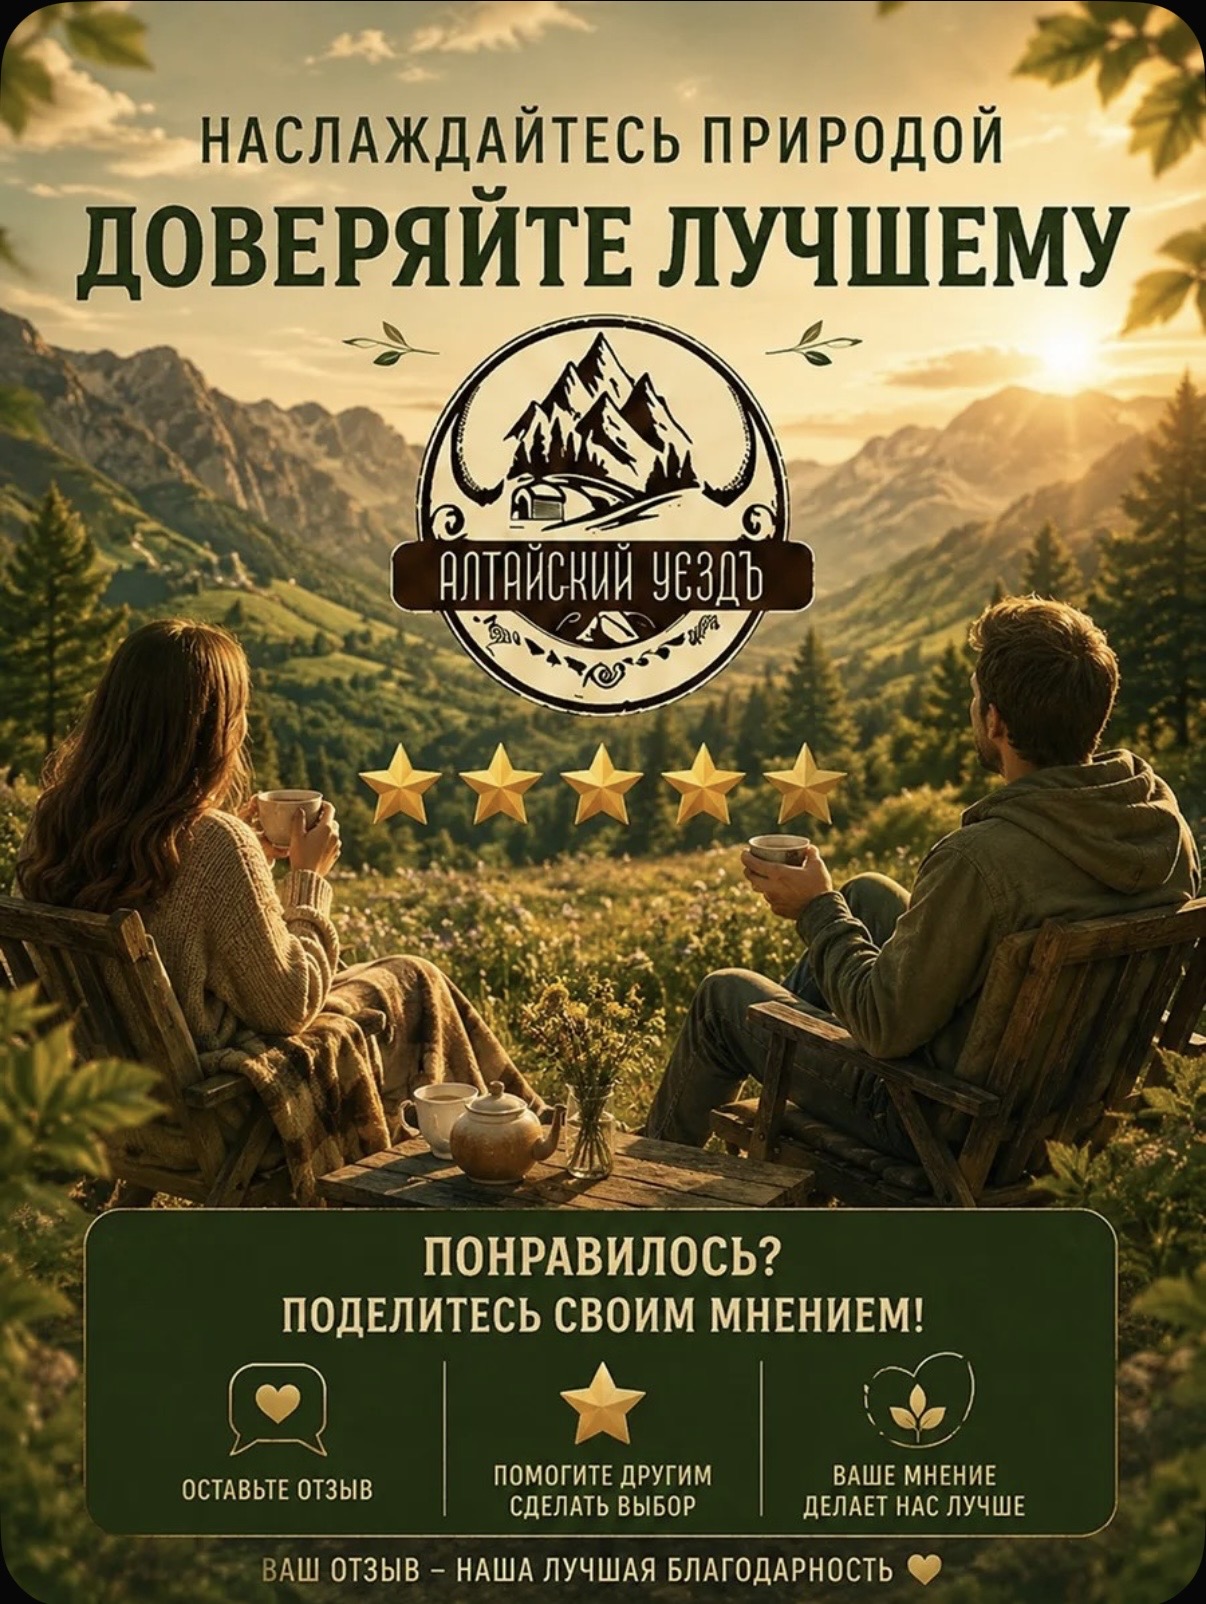 НАСЛАЖДАЙТЕСЬ ПРИРОДОЙ
ДОВЕРЯЙТЕ ЛУЧШЕМУ
АЛТАЙСКИЙ УЄЗДЪ
ПОНРАВИЛОСЬ?
ПОДЕЛИТЕСЬ СВОИМ МНЕНИЕМ!
ОСТАВЬТЕ ОТЗЫВ
ПОМОГИТЕ ДРУГИМ
СДЕЛАТЬ ВЫБОР
ВАШЕ МНЕНИЕ
ДЕЛАЕТ НАС ЛУЧШЕ
ВАШ ОТЗЫВ – НАША ЛУЧШАЯ БЛАГОДАРНОСТЬ